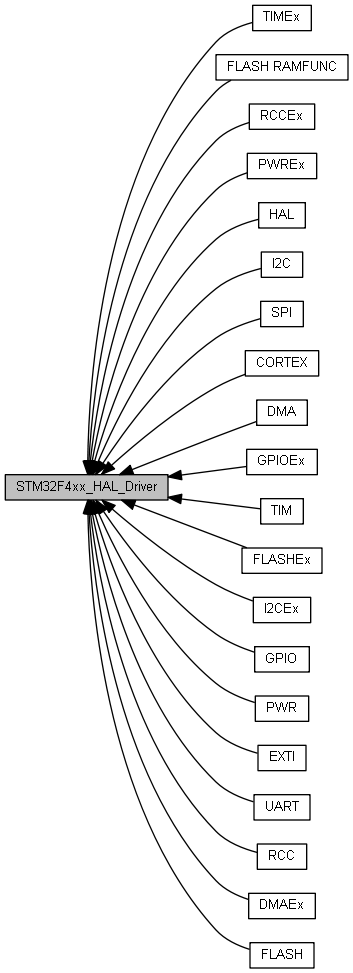 TIMEx
FLASH RAMFUNC
RCCEx
PWREx
HAL
I2C
SPI
CORTEX
DMA
GPIOEx
STM32F4xx_HAL_Driver
TIM
FLASHEx
I2CEx
GPIO
PWR
EXTI
UART
RCC
DMAEx
FLASH